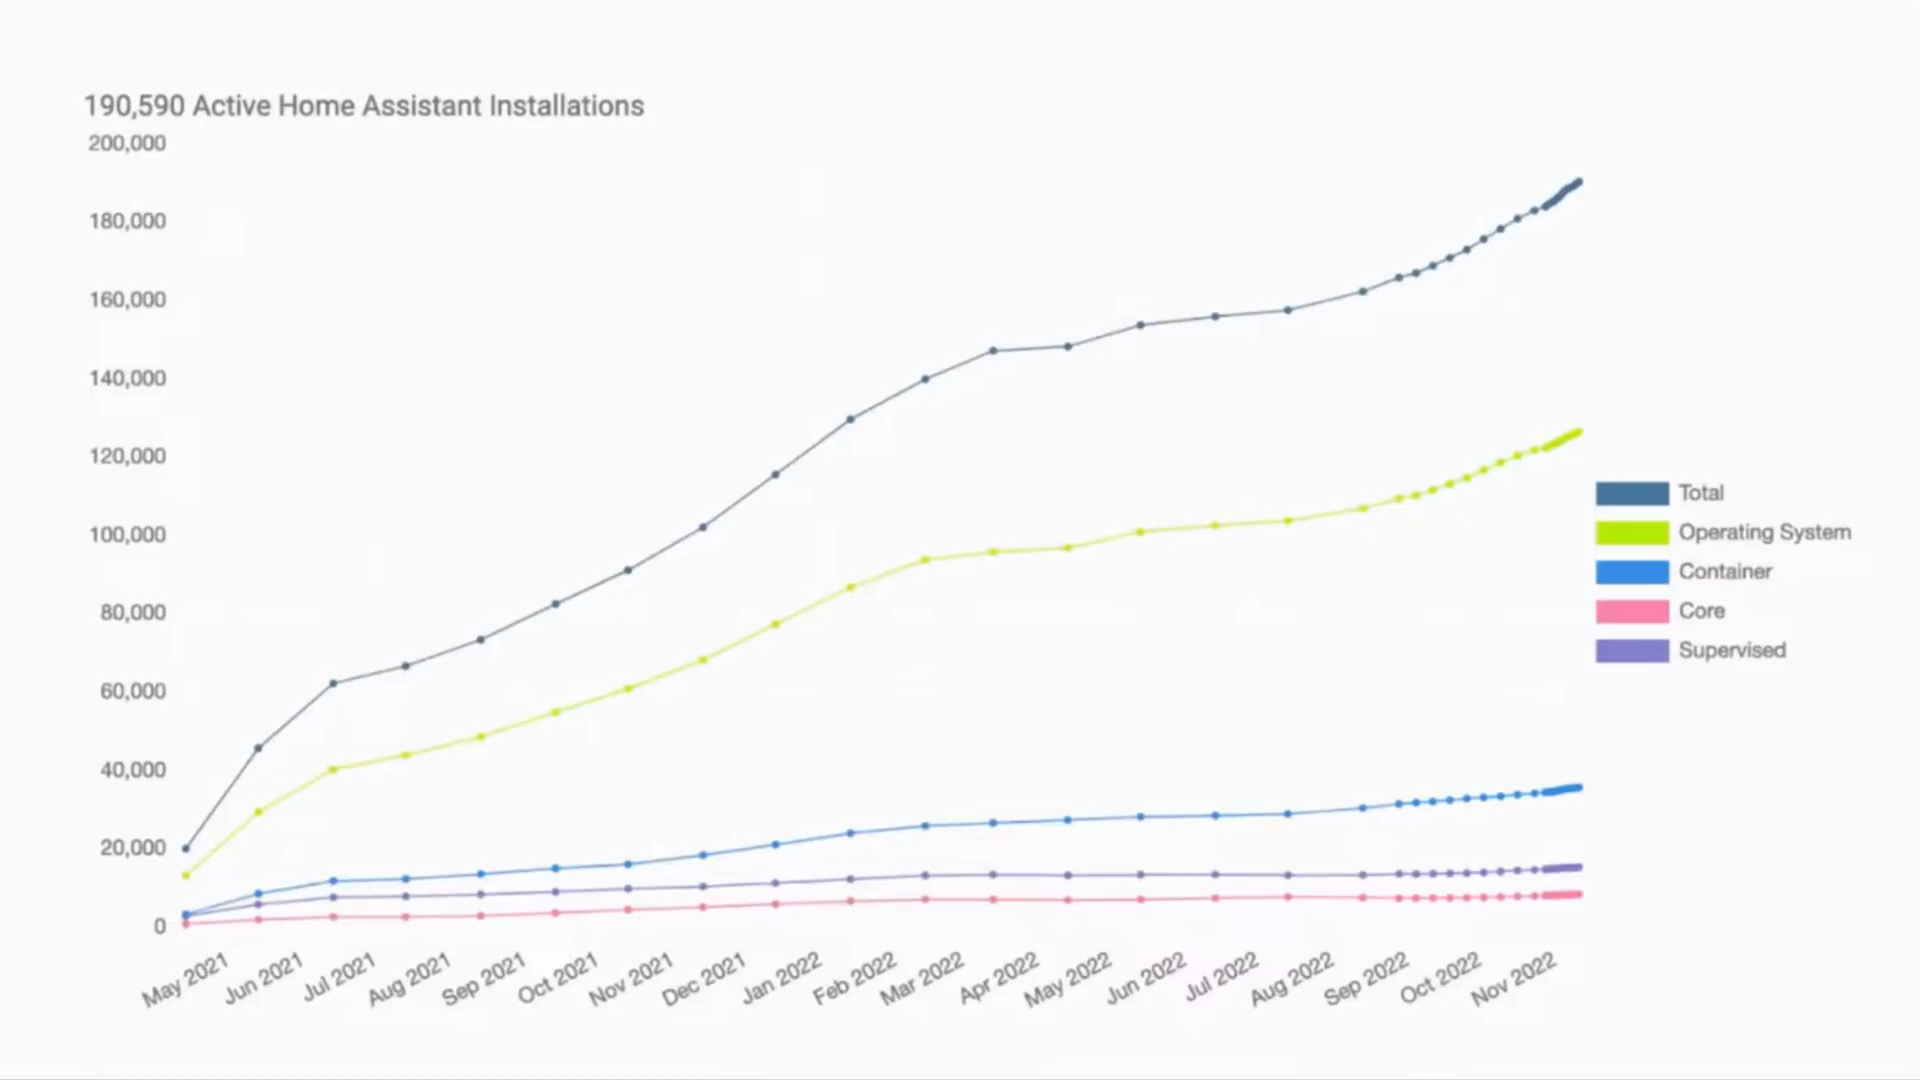 190,590 Active Home Assistant Installations
200,000
180,000
160,000
140,000
120,000
100,000
80,000
60,000
40,000
20,000
0
May 2021
Jun 2021
Jul 2021
Aug 2021
Sep 2021
Oct 2021
Nov 2021
Dec 2021
Jan 2022
Feb 2022
Mar 2022
Apr 2022
May 2022
Jun 2022
Jul 2022
Aug 2022
Sep 2022
Oct 2022
Nov 2022
Total
Operating System
Container
Core
Supervised